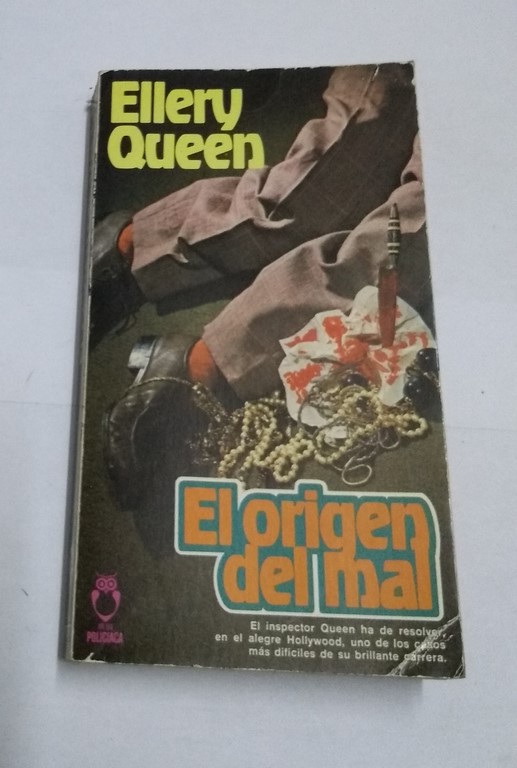 Ellery
Queen
El origen
del mal
El inspector Queen ha de resolver,
en el alegre Hollywood, uno de los casos
más difíciles de su brillante carrera.
POLICIACA